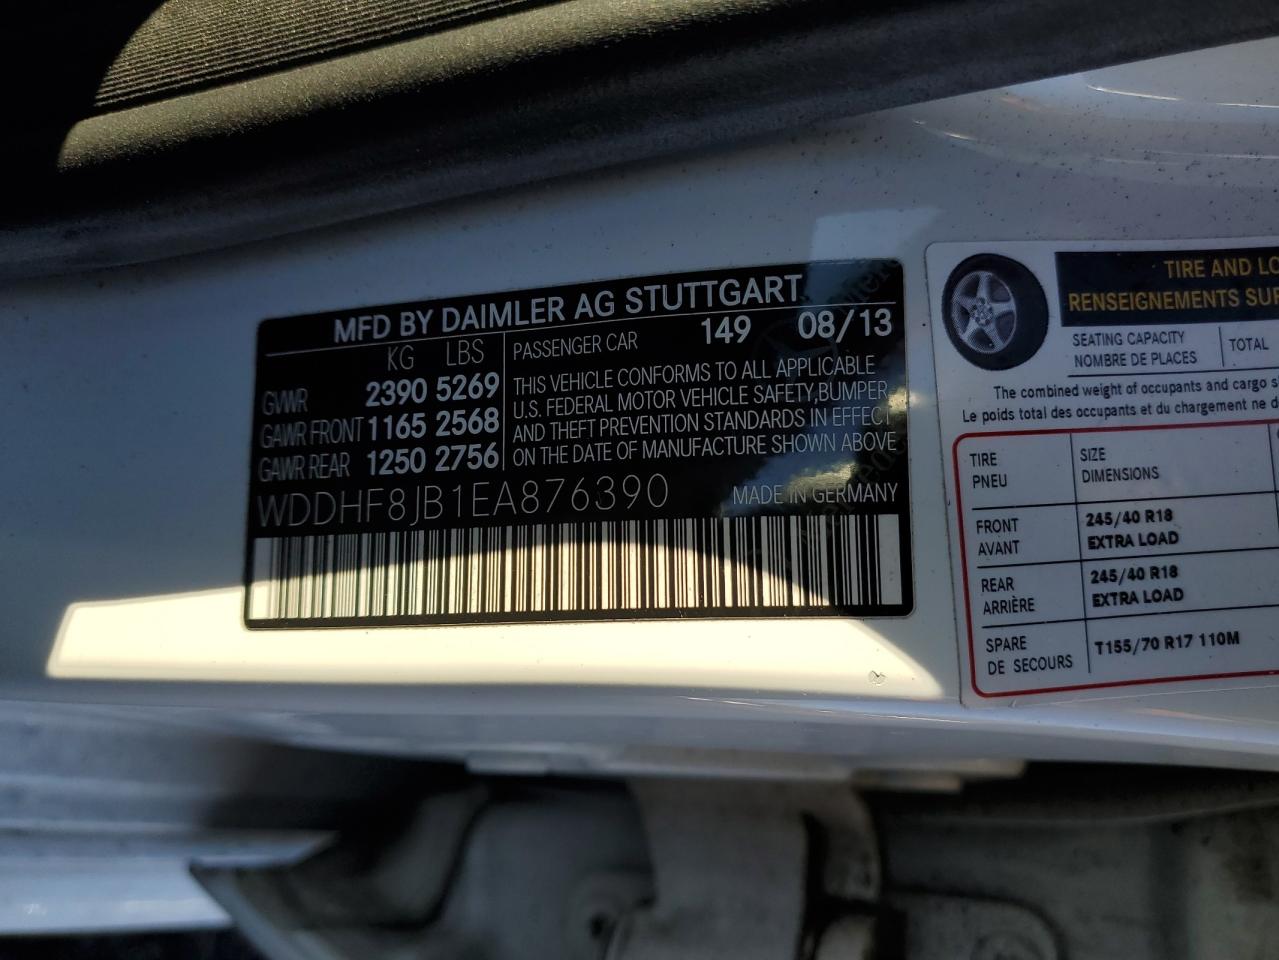 MFD BY DAIMLER AG STUTTGART
KG LBS
GVWR 2390 5269
GAWR FRONT 1165 2568
GAWR REAR 1250 2756
PASSENGER CAR 149 08/13
THIS VEHICLE CONFORMS TO ALL APPLICABLE
U.S. FEDERAL MOTOR VEHICLE SAFETY,BUMPER
AND THEFT PREVENTION STANDARDS IN EFFECT
ON THE DATE OF MANUFACTURE SHOWN ABOVE
WDDHF8JB1EA876390 MADE IN GERMANY
TIRE AND
RENSEIGNEMENTS
SEATING CAPACITY
NOMBRE DE PLACES
TOTAL
The combined weight of occupants and cargo
Le poids total des occupants et du chargement ne
TIRE
PNEU
SIZE
DIMENSIONS
FRONT
AVANT
245/40 R18
EXTRA LOAD
REAR
ARRIÈRE
245/40 R18
EXTRA LOAD
SPARE
DE SECOURS
T155/70 R17 110M